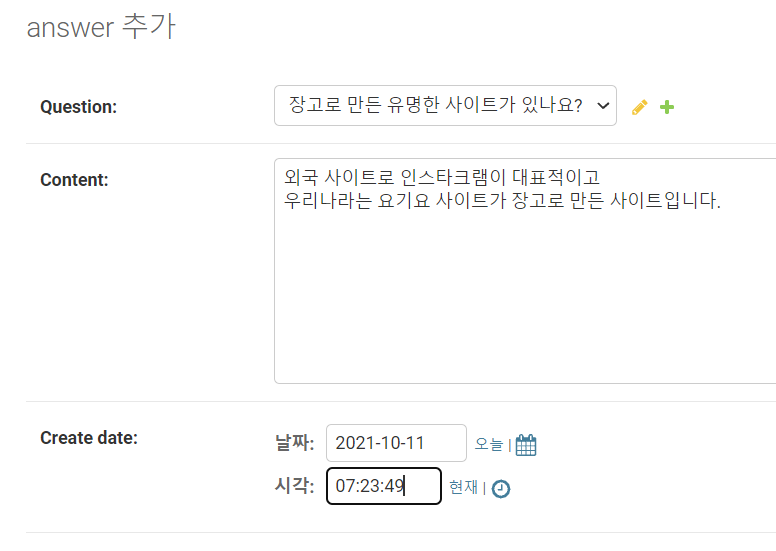 answer 추가
Question:
장고로 만든 유명한 사이트가 있나요?
Content:
외국 사이트로 인스타크램이 대표적이고
우리나라는 요기요 사이트가 장고로 만든 사이트입니다.
Create date:
날짜: 2021-10-11 오늘 |
시각: 07:23:49 현재 |